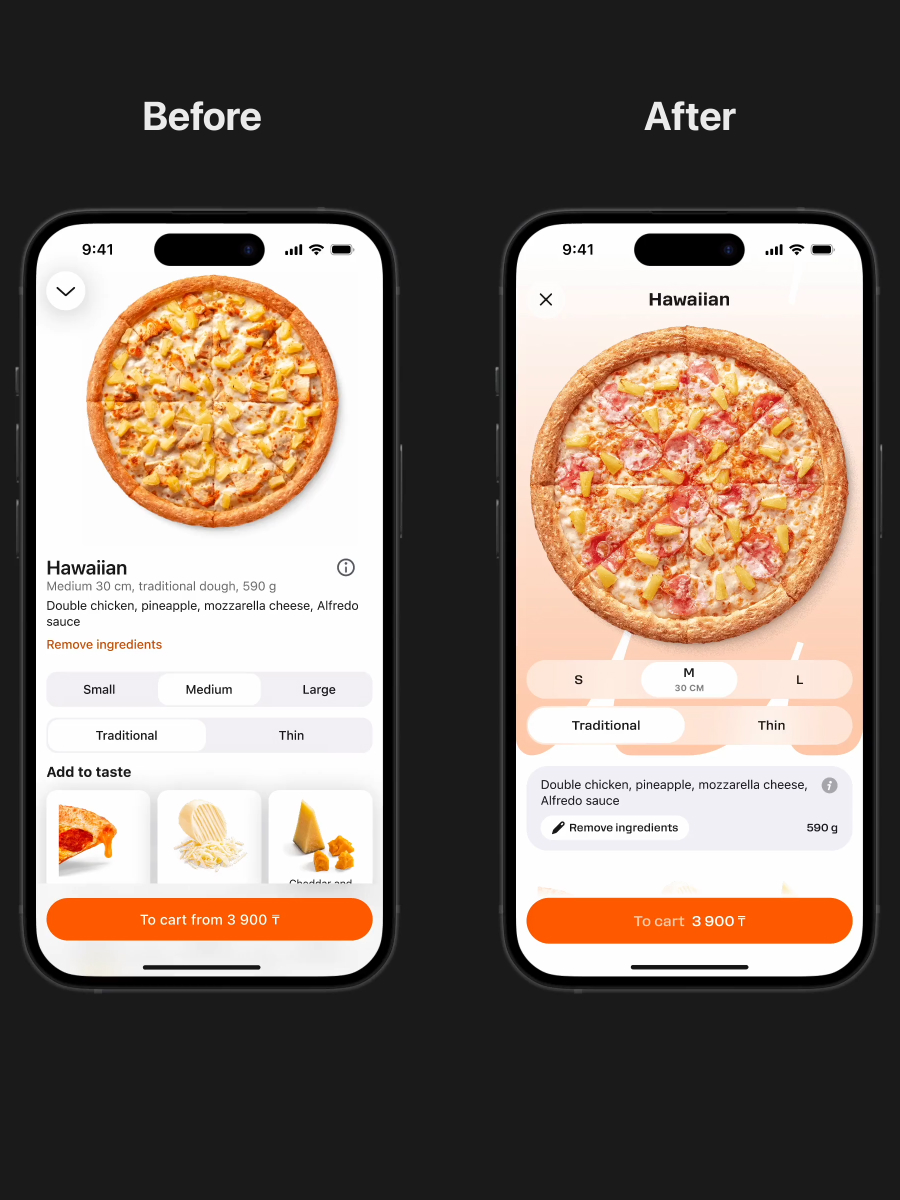 Before
After
9:41
Hawaiian
Medium 30 cm, traditional dough, 590 g
Double chicken, pineapple, mozzarella cheese, Alfredo
sauce
Remove ingredients
Small Medium Large
Traditional Thin
Add to taste
Cheddar and
To cart from 3 900 ₸
9:41
Hawaiian
S M L
30 CM
Traditional Thin
Double chicken, pineapple, mozzarella cheese,
Alfredo sauce
Remove ingredients 590 g
To cart 3 900 ₸